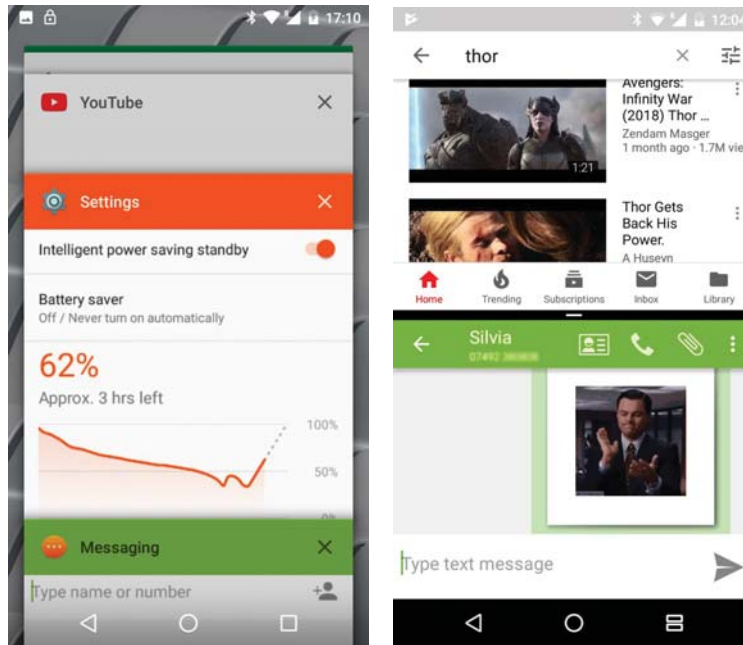 17:10
YouTube
Settings
Intelligent power saving standby
Battery saver
Off / Never turn on automatically
62%
Approx. 3 hrs left
100%
50%
0%
Messaging
Type name or number
12:04
thor
Avengers:
Infinity War
(2018) Thor ...
Zendam Masger
1 month ago · 1.7M vie
1:21
Thor Gets
Back His
Power.
A Huseyn
Home
Trending
Subscriptions
Inbox
Library
Silvia
07492
Type text message